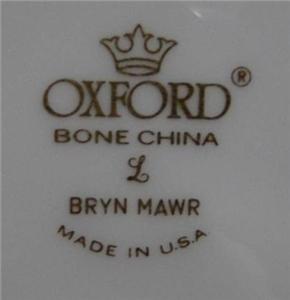 OXFORD®
BONE CHINA
L
BRYN MAWR
MADE IN U.S.A